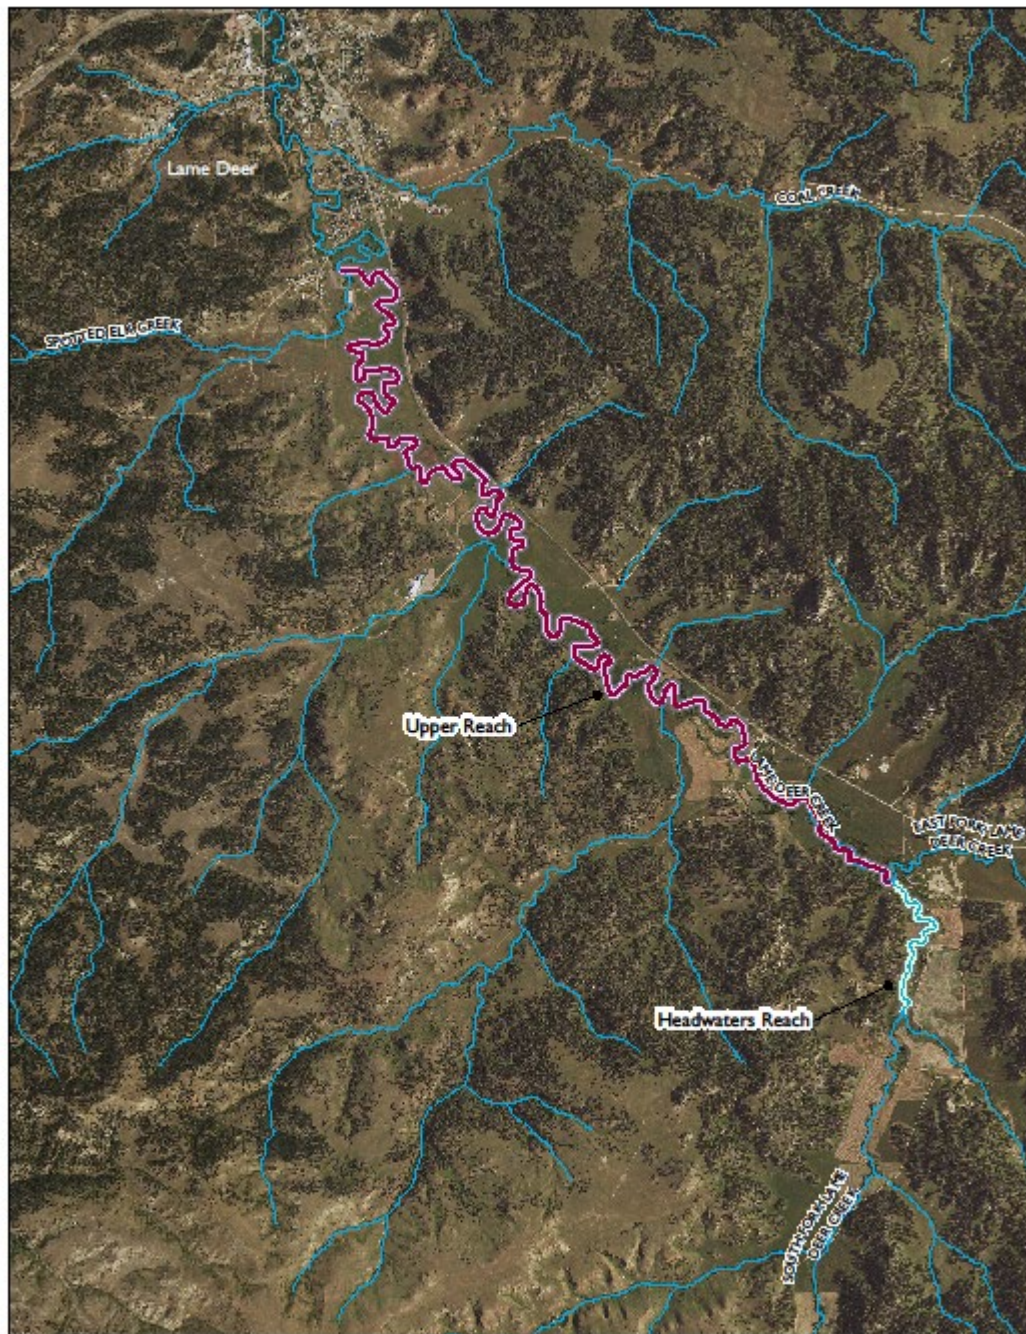 Lame Deer
COAL CREEK
SPOTTED ELK CREEK
Upper Reach
LAME DEER CREEK
EAST FORK LAME
DEER CREEK
Headwaters Reach
SOUTH FORK LAME
DEER CREEK